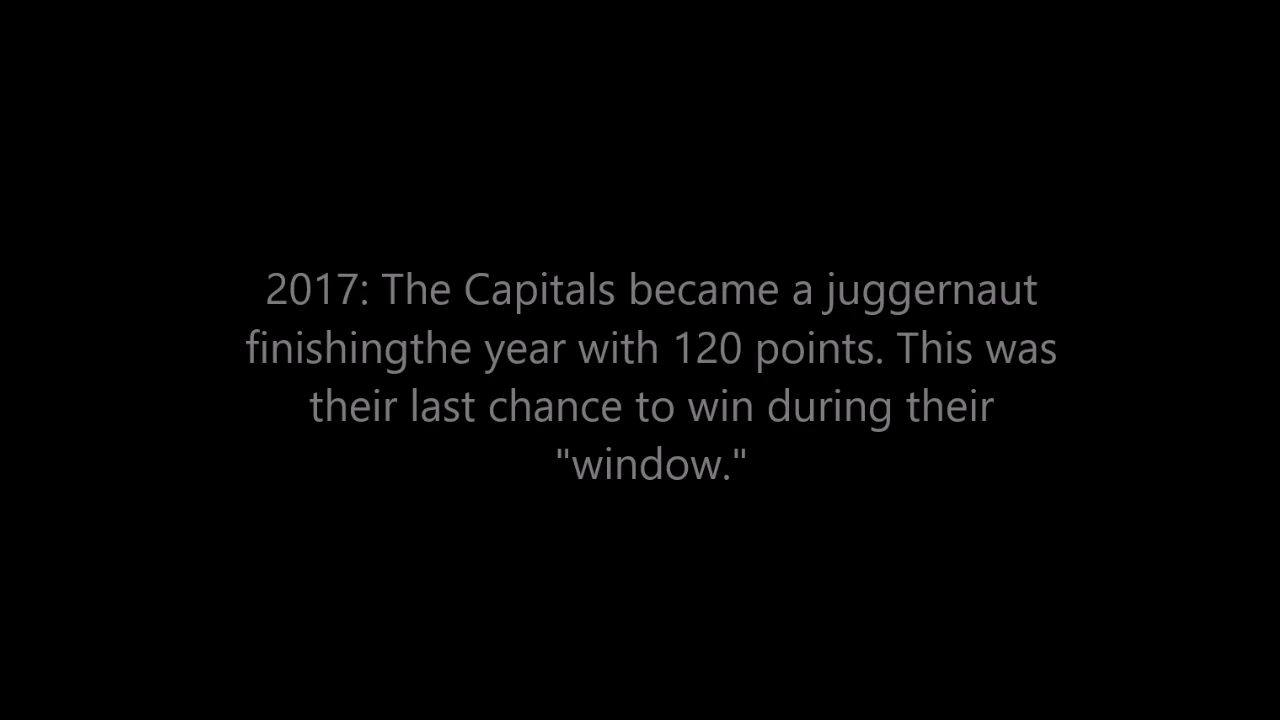 2017: The Capitals became a juggernaut
finishingthe year with 120 points. This was
their last chance to win during their
"window."